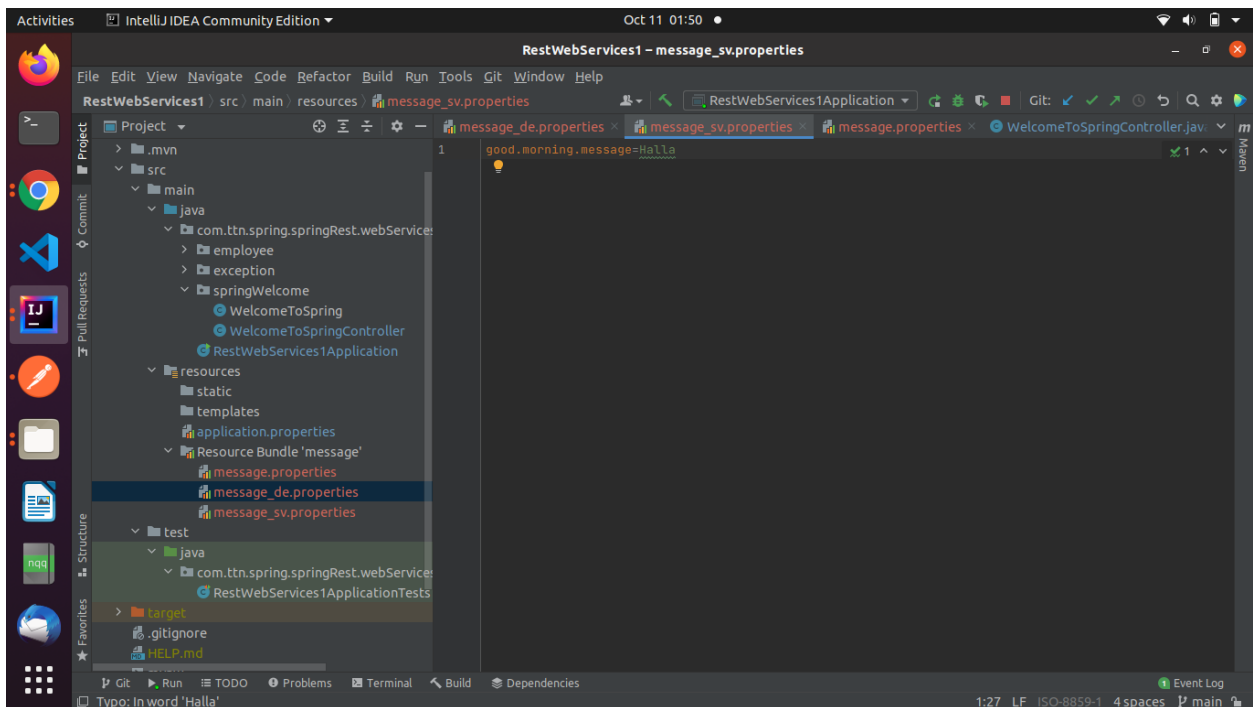 Activities IntelliJ IDEA Community Edition Oct 11 01:50
RestWebServices1 – message_sv.properties
File Edit View Navigate Code Refactor Build Run Tools Git Window Help
RestWebServices1 src main resources message_sv.properties RestWebServices1Application Git:
Project message_de.properties message_sv.properties message.properties WelcomeToSpringController.jav m
Project
Commit
Pull Requests
Structure
Favorites
Maven
.mvn
1 good.morning.message=Halla 1
src
main
java
com.ttn.spring.springRest.webServices
employee
exception
springWelcome
WelcomeToSpring
WelcomeToSpringController
RestWebServices1Application
resources
static
templates
application.properties
Resource Bundle 'message'
message.properties
message_de.properties
message_sv.properties
test
java
com.ttn.spring.springRest.webServices
RestWebServices1ApplicationTests
target
.gitignore
HELP.md
IJ
nqq
Git Run TODO Problems Terminal Build Dependencies 1 Event Log
Typo: In word 'Halla' 1:27 LF ISO-8859-1 4 spaces main